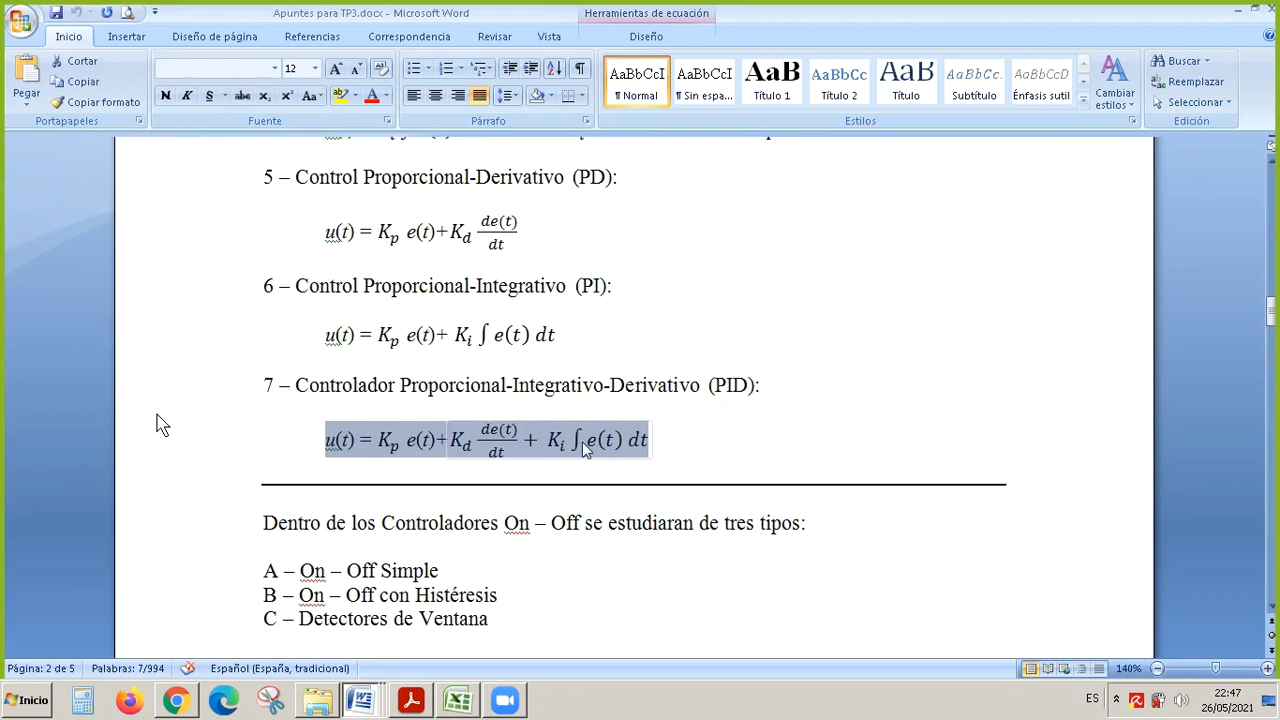 Apuntes para TP3.docx - Microsoft Word
Herramientas de ecuación
Inicio
Insertar
Diseño de página
Referencias
Correspondencia
Revisar
Vista
Diseño
Pegar
Cortar
Copiar
Copiar formato
Portapapeles
12
N K S abc x₂ x² Aa
Fuente
Párrafo
AaBbCcI AaBbCcI AaB AaBbCc AaB AaBbCc. AaBbCcI
¶ Normal ¶ Sin espa... Título 1 Título 2 Título Subtítulo Énfasis sutil
Cambiar estilos
Estilos
Buscar
Reemplazar
Seleccionar
Edición
5 – Control Proporcional-Derivativo (PD):
u(t) = K_p e(t)+K_d de(t)/dt
6 – Control Proporcional-Integrativo (PI):
u(t) = K_p e(t)+ K_i ∫ e(t) dt
7 – Controlador Proporcional-Integrativo-Derivativo (PID):
u(t) = K_p e(t)+K_d de(t)/dt + K_i ∫ e(t) dt
Dentro de los Controladores On – Off se estudiaran de tres tipos:
A – On – Off Simple
B – On – Off con Histéresis
C – Detectores de Ventana
Página: 2 de 5
Palabras: 7/994
Español (España, tradicional)
140%
Inicio
ES
22:47
26/05/2021